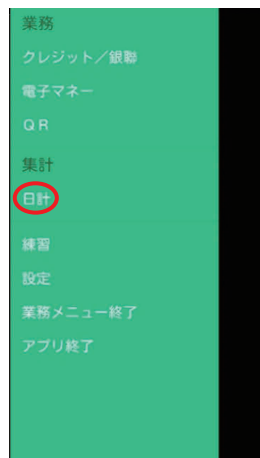 業務
クレジット／銀聯
電子マネー
ＱＲ
集計
日計
練習
設定
業務メニュー終了
アプリ終了